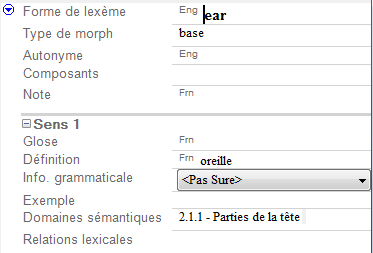 Forme de lexème Eng ear
Type de morph base
Autonyme Eng
Composants
Note Frn
Sens 1
Glose Frn
Définition Frn oreille
Info. grammaticale <Pas Sure>
Exemple
Domaines sémantiques 2.1.1 - Parties de la tête
Relations lexicales